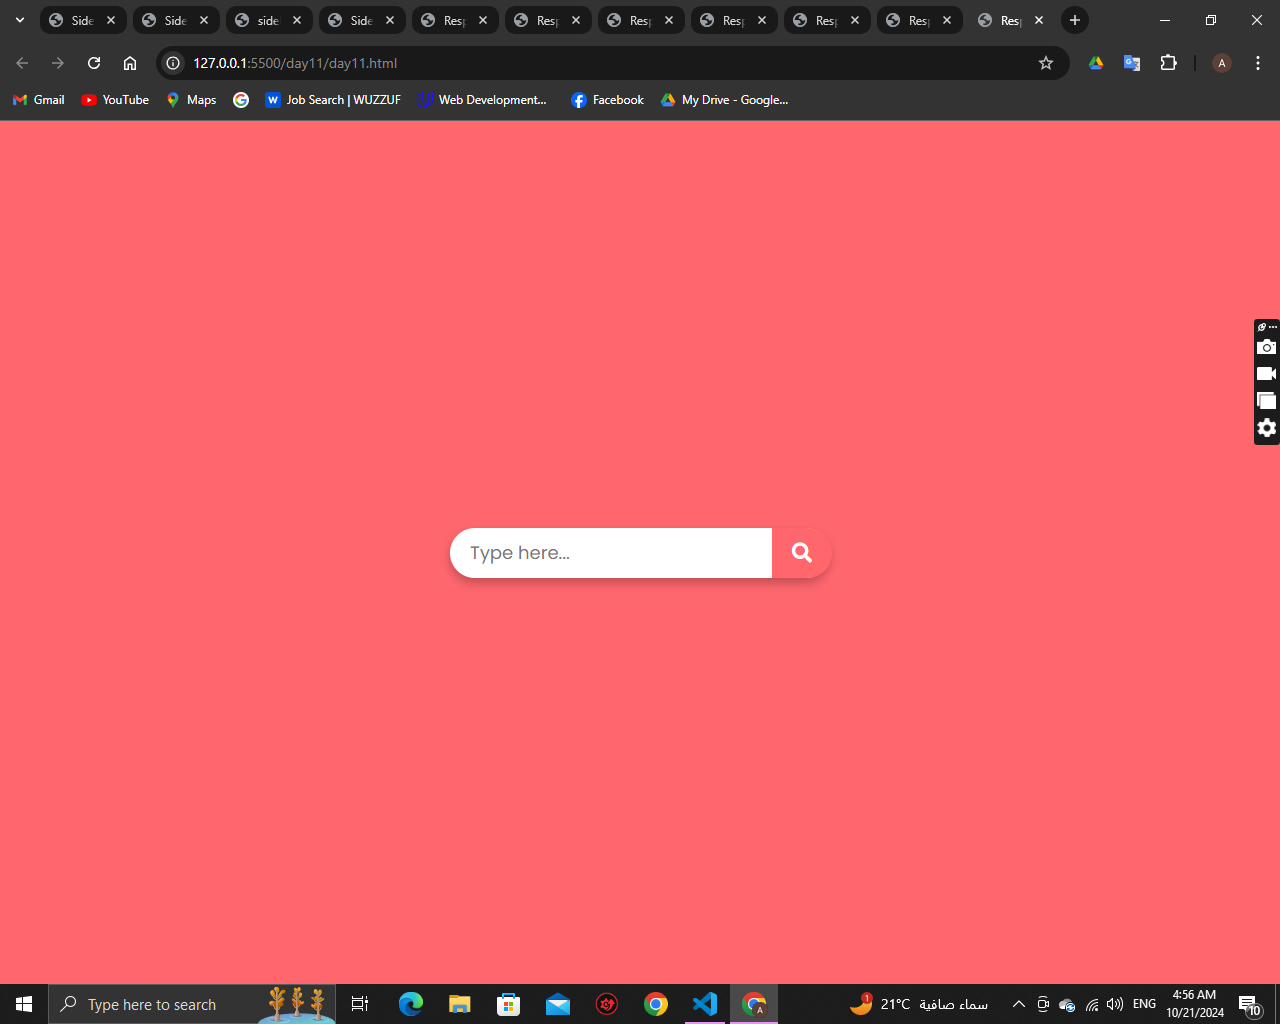 Side
Side
side
Side
Resp
Resp
Resp
Resp
Resp
Resp
Resp
127.0.0.1:5500/day11/day11.html
A
Gmail
YouTube
Maps
Job Search | WUZZUF
Web Development...
Facebook
My Drive - Google...
Type here...
Type here to search
A
1
21°C سماء صافية
ENG
4:56 AM
10/21/2024
10